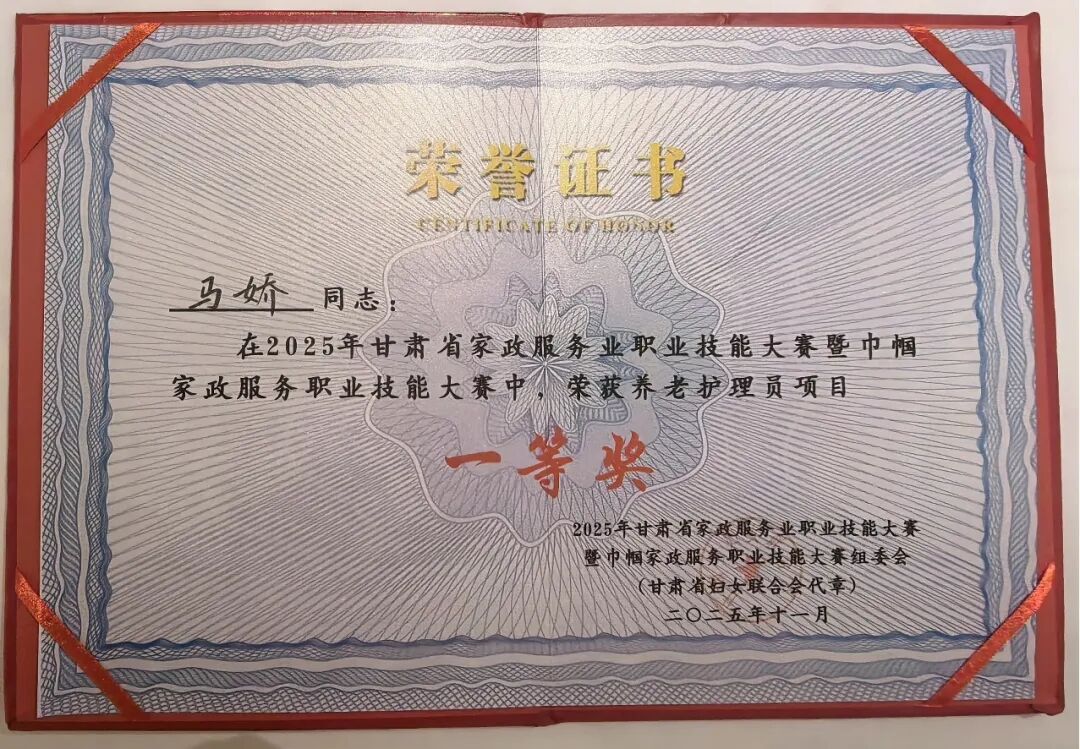 荣誉证书
CERTIFICATE OF HONOR
马娇 同志：
在2025年甘肃省家政服务业职业技能大赛暨巾帼
家政服务职业技能大赛中，荣获养老护理员项目
一等奖
2025年甘肃省家政服务业职业技能大赛
暨巾帼家政服务职业技能大赛组委会
（甘肃省妇女联合会代章）
二〇二五年十一月